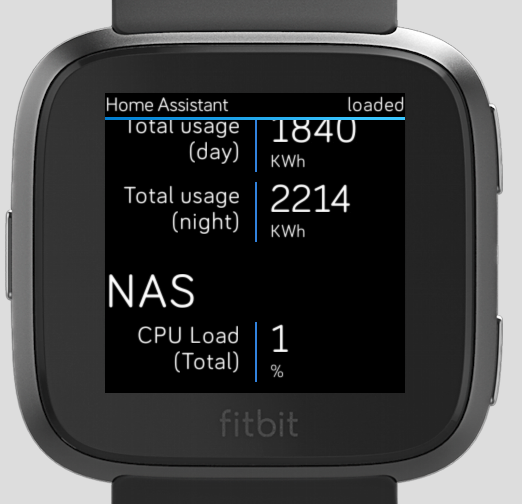 Home Assistant loaded
Total usage 1840
(day) KWh
Total usage 2214
(night) KWh
NAS
CPU Load 1
(Total) %
fitbit